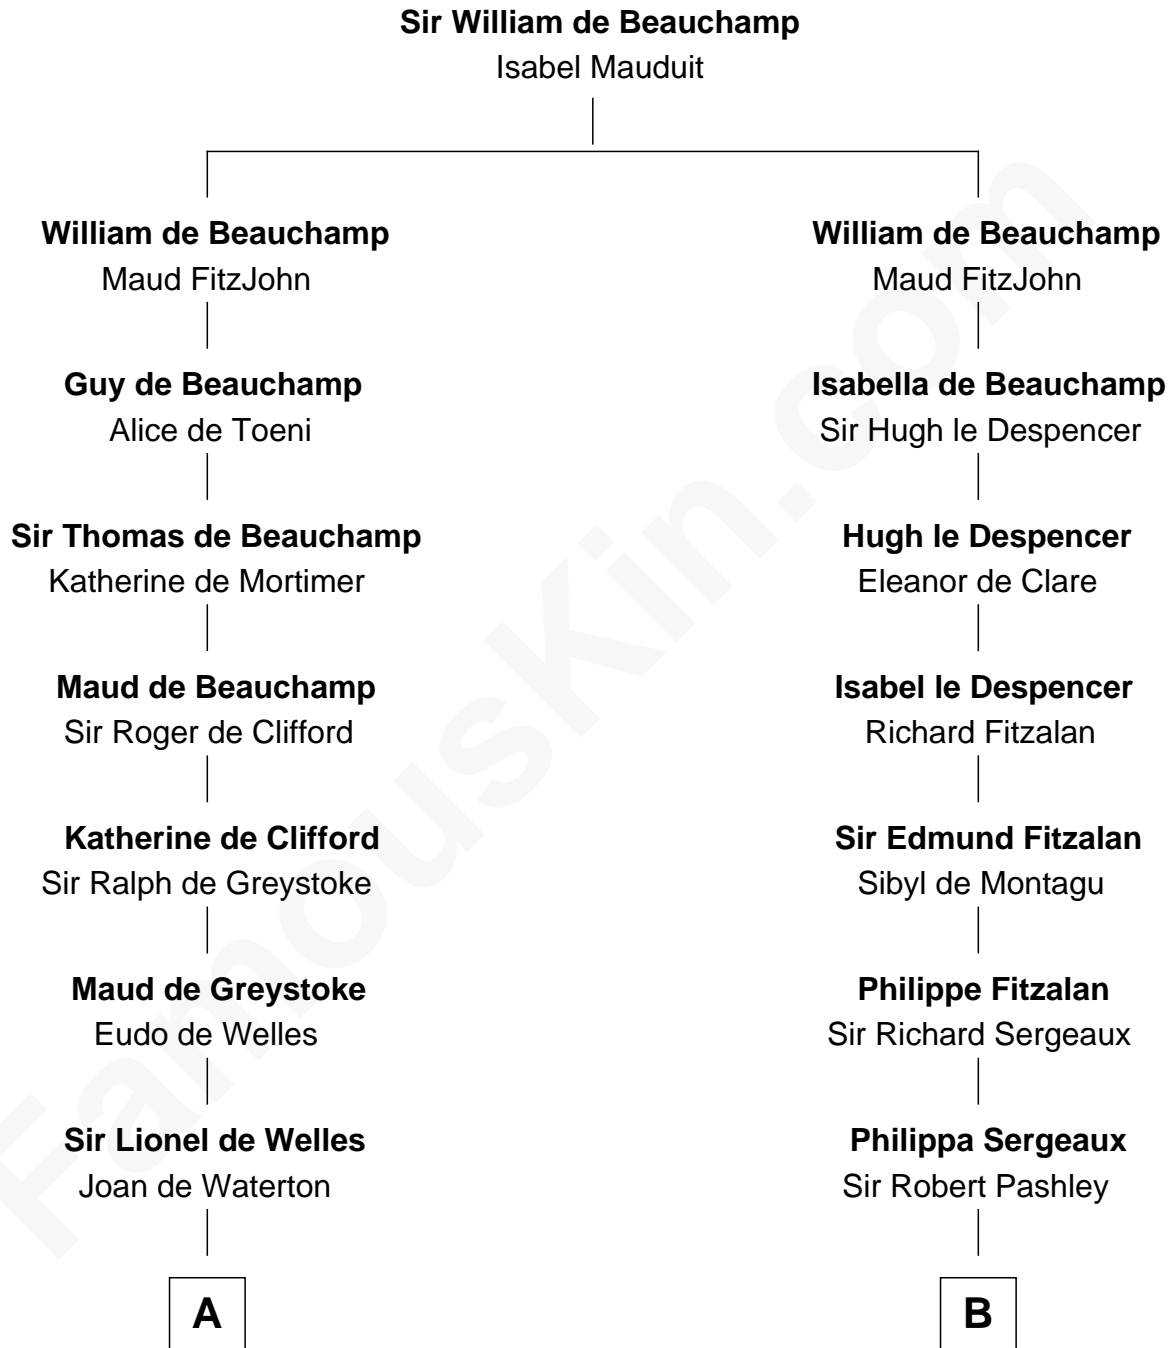 Sir William de Beauchamp
Isabel Mauduit
William de Beauchamp
Maud FitzJohn
Guy de Beauchamp
Alice de Toeni
Sir Thomas de Beauchamp
Katherine de Mortimer
Maud de Beauchamp
Sir Roger de Clifford
Katherine de Clifford
Sir Ralph de Greystoke
Maud de Greystoke
Eudo de Welles
Sir Lionel de Welles
Joan de Waterton
A
William de Beauchamp
Maud FitzJohn
Isabella de Beauchamp
Sir Hugh le Despencer
Hugh le Despencer
Eleanor de Clare
Isabel le Despencer
Richard Fitzalan
Sir Edmund Fitzalan
Sibyl de Montagu
Philippe Fitzalan
Sir Richard Sergeaux
Philippa Sergeaux
Sir Robert Pashley
B
FamousKin.com